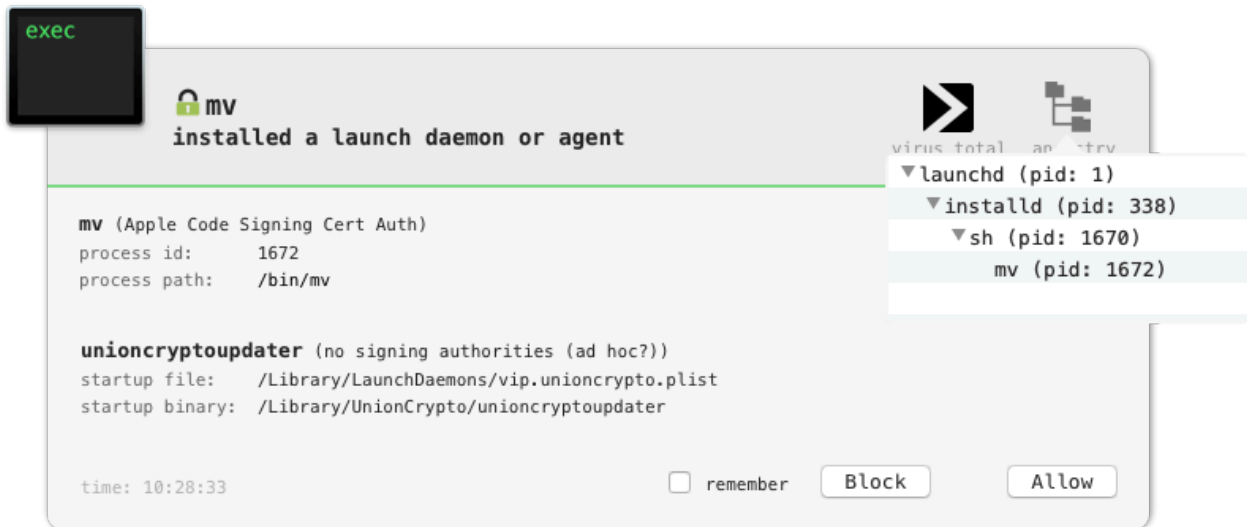 exec
mv
installed a launch daemon or agent
virus total
launchd (pid: 1)
installd (pid: 338)
sh (pid: 1670)
mv (pid: 1672)
mv (Apple Code Signing Cert Auth)
process id: 1672
process path: /bin/mv
unioncryptoupdater (no signing authorities (ad hoc?))
startup file: /Library/LaunchDaemons/vip.unioncrypto.plist
startup binary: /Library/UnionCrypto/unioncryptoupdater
time: 10:28:33
remember
Block
Allow